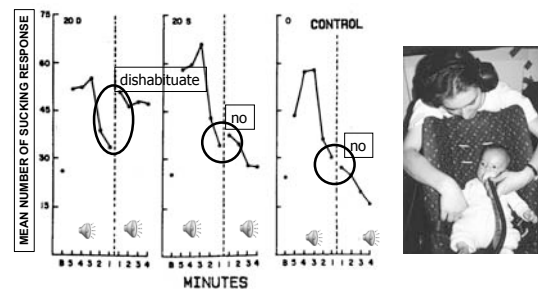 MEAN NUMBER OF SUCKING RESPONSE
75
60
45
30
15
20 D
20 S
0
CONTROL
dishabituate
no
no
B 5 4 3 2 1 1 2 3 4
B 5 4 3 2 1 1 2 3 4
B 5 4 3 2 1 1 2 3 4
MINUTES